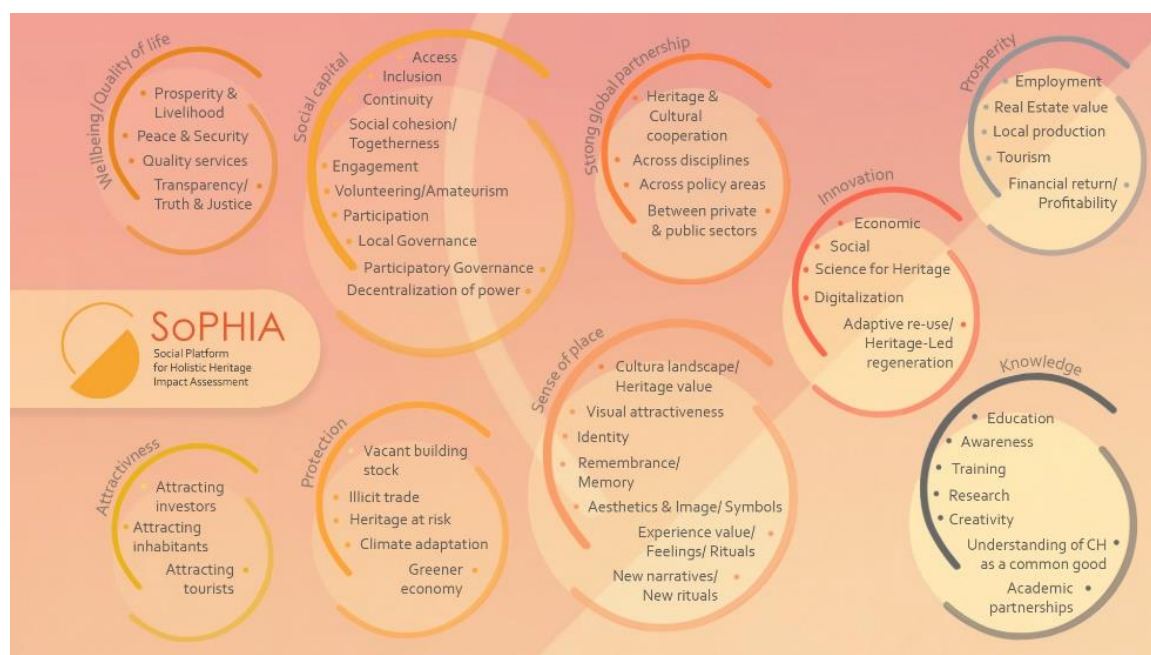 Wellbeing/Quality of life
Prosperity &
Livelihood
Peace & Security
Quality services
Transparency/
Truth & Justice
Social capital
Access
Inclusion
Continuity
Social cohesion/
Togetherness
Engagement
Volunteering/Amateurism
Participation
Local Governance
Participatory Governance
Decentralization of power
Strong global partnership
Heritage &
Cultural
cooperation
Across disciplines
Across policy areas
Between private
& public sectors
Innovation
Economic
Social
Science for Heritage
Digitalization
Adaptive re-use/
Heritage-Led
regeneration
Prosperity
Employment
Real Estate value
Local production
Tourism
Financial return/
Profitability
SOPHIA
Social Platform
for Holistic Heritage
Impact Assessment
Attractivness
Attracting
investors
Attracting
inhabitants
Attracting
tourists
Protection
Vacant building
stock
Illicit trade
Heritage at risk
Climate adaptation
Greener
economy
Sense of place
Cultura landscape/
Heritage value
Visual attractiveness
Identity
Remembrance/
Memory
Aesthetics & Image/ Symbols
Experience value/
Feelings/ Rituals
New narratives/
New rituals
Knowledge
Education
Awareness
Training
Research
Creativity
Understanding of CH
as a common good
Academic
partnerships